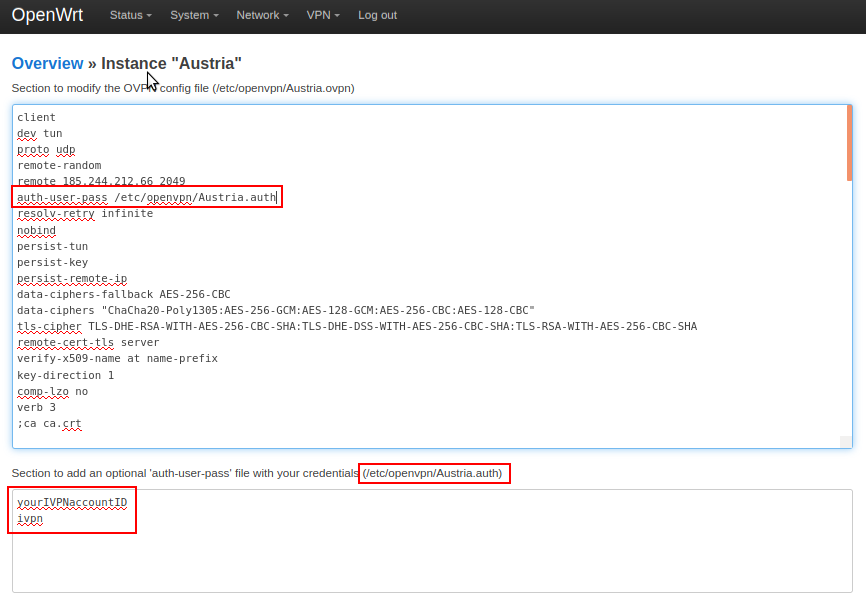 OpenWrt Status System Network VPN Log out
Overview » Instance "Austria"
Section to modify the OVPN config file (/etc/openvpn/Austria.ovpn)
client
dev tun
proto udp
remote-random
remote 185.244.212.66 2049
auth-user-pass /etc/openvpn/Austria.auth
resolv-retry infinite
nobind
persist-tun
persist-key
persist-remote-ip
data-ciphers-fallback AES-256-CBC
data-ciphers "ChaCha20-Poly1305:AES-256-GCM:AES-128-GCM:AES-256-CBC:AES-128-CBC"
tls-cipher TLS-DHE-RSA-WITH-AES-256-CBC-SHA:TLS-DHE-DSS-WITH-AES-256-CBC-SHA:TLS-RSA-WITH-AES-256-CBC-SHA
remote-cert-tls server
verify-x509-name at name-prefix
key-direction 1
comp-lzo no
verb 3
;ca ca.crt
Section to add an optional 'auth-user-pass' file with your credentials (/etc/openvpn/Austria.auth)
yourIVPNaccountID
ivpn